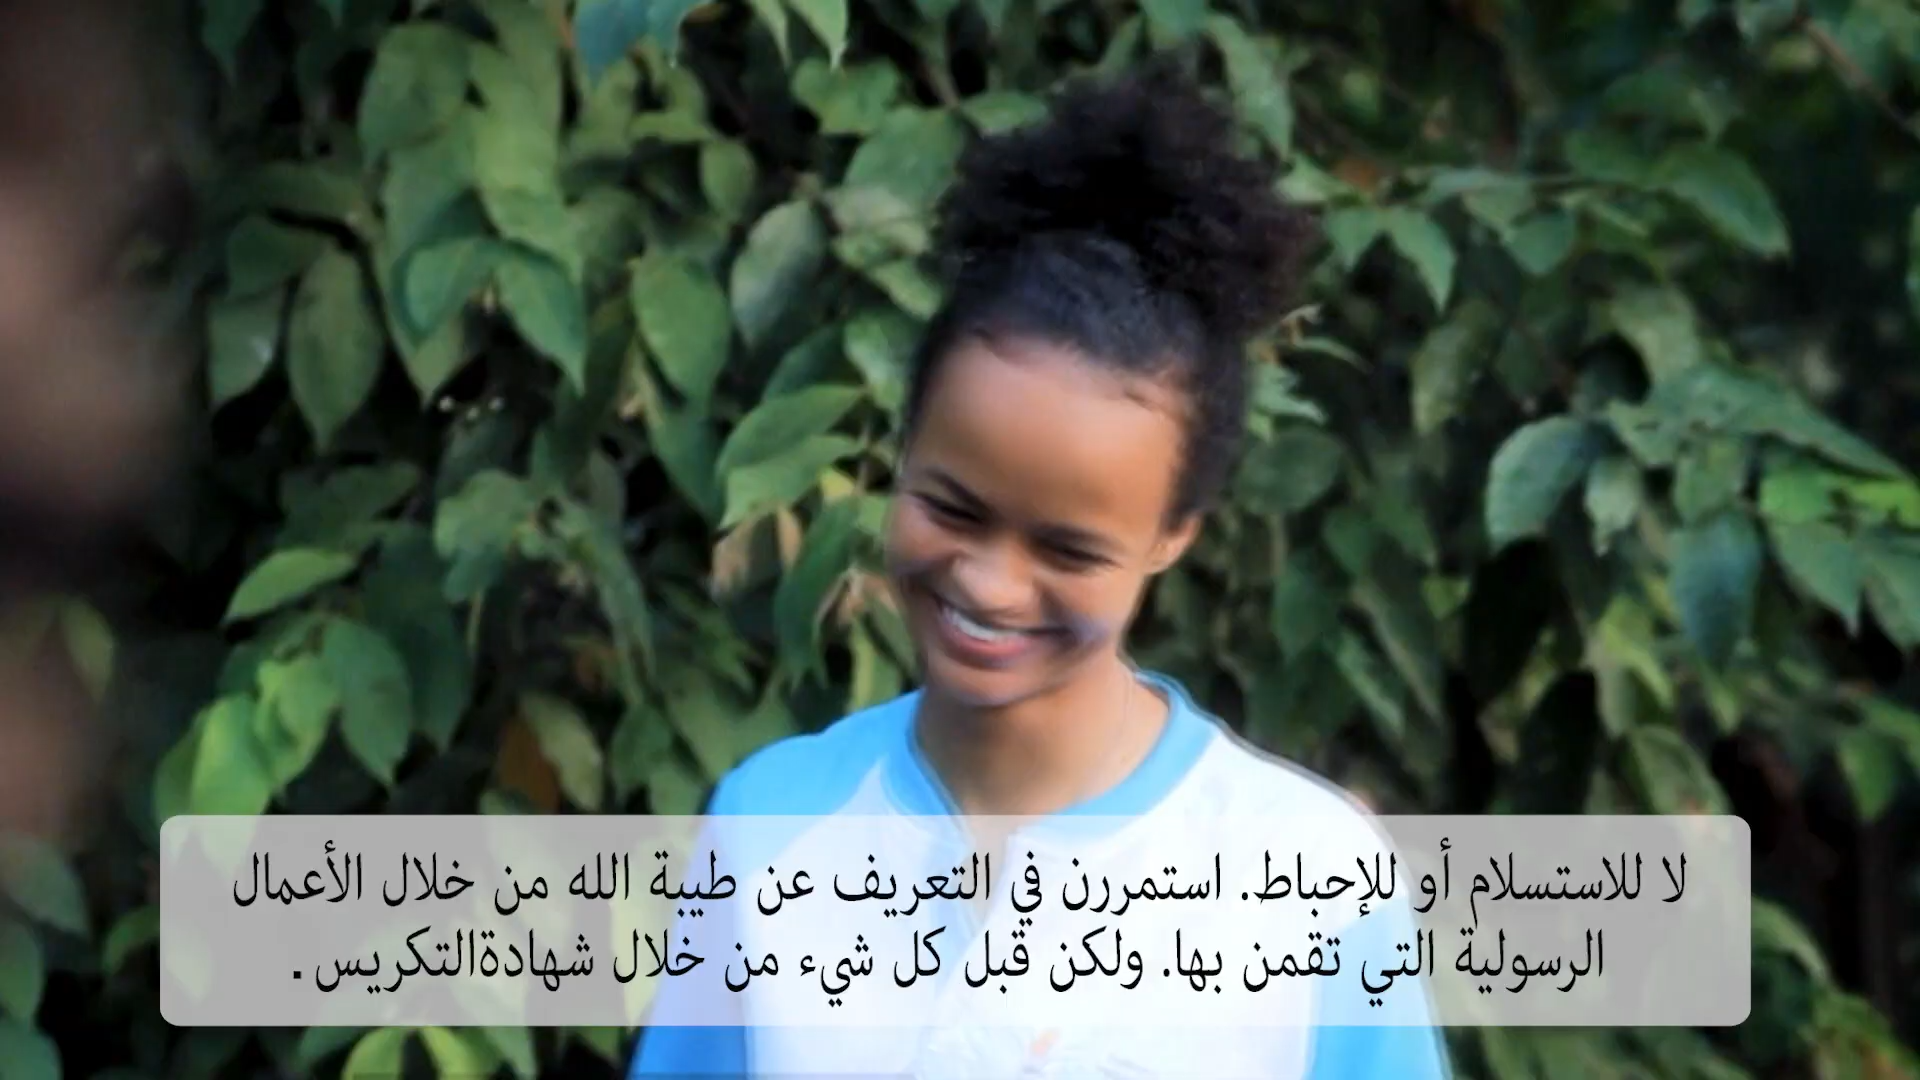 لا للاستسلام أو للإحباط. استمررن في التعريف عن طيبة الله من خلال الأعمال
الرسولية التي تقمن بها. ولكن قبل كل شيء من خلال شهادةالتكريس .